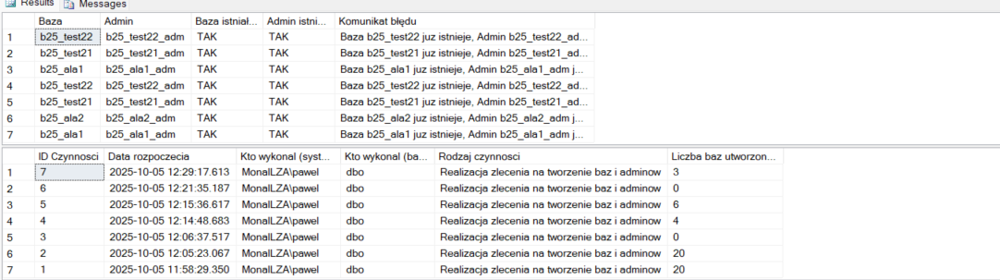 Results Messages
Baza Admin Baza istniał... Admin istni... Komunikat błędu
1 b25_test22 b25_test22_adm TAK TAK Baza b25_test22 juz istnieje, Admin b25_test22_ad...
2 b25_test21 b25_test21_adm TAK TAK Baza b25_test21 juz istnieje, Admin b25_test21_ad...
3 b25_ala1 b25_ala1_adm TAK TAK Baza b25_ala1 juz istnieje, Admin b25_ala1_adm j...
4 b25_test22 b25_test22_adm TAK TAK Baza b25_test22 juz istnieje, Admin b25_test22_ad...
5 b25_test21 b25_test21_adm TAK TAK Baza b25_test21 juz istnieje, Admin b25_test21_ad...
6 b25_ala2 b25_ala2_adm TAK TAK Baza b25_ala2 juz istnieje, Admin b25_ala2_adm j...
7 b25_ala1 b25_ala1_adm TAK TAK Baza b25_ala1 juz istnieje, Admin b25_ala1_adm j...
ID Czynnosci Data rozpoczecia Kto wykonal (syst... Kto wykonal (ba... Rodzaj czynnosci Liczba baz utworzon...
1 7 2025-10-05 12:29:17.613 MonalLZA\pawel dbo Realizacja zlecenia na tworzenie baz i adminow 3
2 6 2025-10-05 12:21:35.187 MonalLZA\pawel dbo Realizacja zlecenia na tworzenie baz i adminow 0
3 5 2025-10-05 12:15:36.617 MonalLZA\pawel dbo Realizacja zlecenia na tworzenie baz i adminow 6
4 4 2025-10-05 12:14:48.683 MonalLZA\pawel dbo Realizacja zlecenia na tworzenie baz i adminow 4
5 3 2025-10-05 12:06:37.517 MonalLZA\pawel dbo Realizacja zlecenia na tworzenie baz i adminow 0
6 2 2025-10-05 12:05:23.067 MonalLZA\pawel dbo Realizacja zlecenia na tworzenie baz i adminow 20
7 1 2025-10-05 11:58:29.350 MonalLZA\pawel dbo Realizacja zlecenia na tworzenie baz i adminow 20